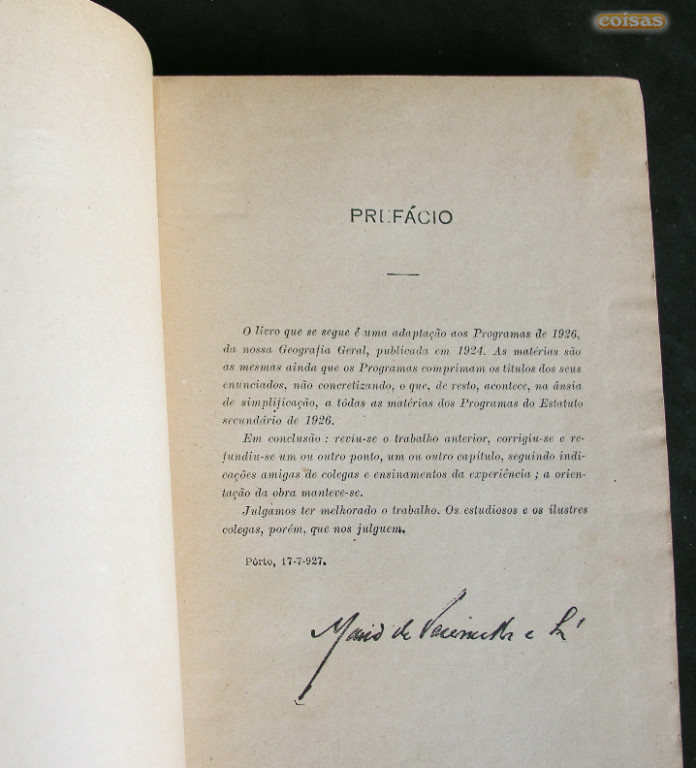 coisas
PREFÁCIO
O livro que se segue é uma adaptação aos Programas de 1926,
da nossa Geografia Geral, publicada em 1924. As matérias são
as mesmas ainda que os Programas comprimam os títulos dos seus
enunciados, não concretizando, o que, de resto, acontece, na ânsia
de simplificação, a tôdas as matérias dos Programas do Estatuto
secundário de 1926.
Em conclusão : reviu-se o trabalho anterior, corrigiu-se e re-
fundiu-se um ou outro ponto, um ou outro capítulo, seguindo indi-
cações amigas de colegas e ensinamentos da experiência ; a orien-
tação da obra manteve-se.
Julgamos ter melhorado o trabalho. Os estudiosos e os ilustres
colegas, porém, que nos julguem.
Pôrto, 17-7-927.
Mario de Vasconcellos e Sá